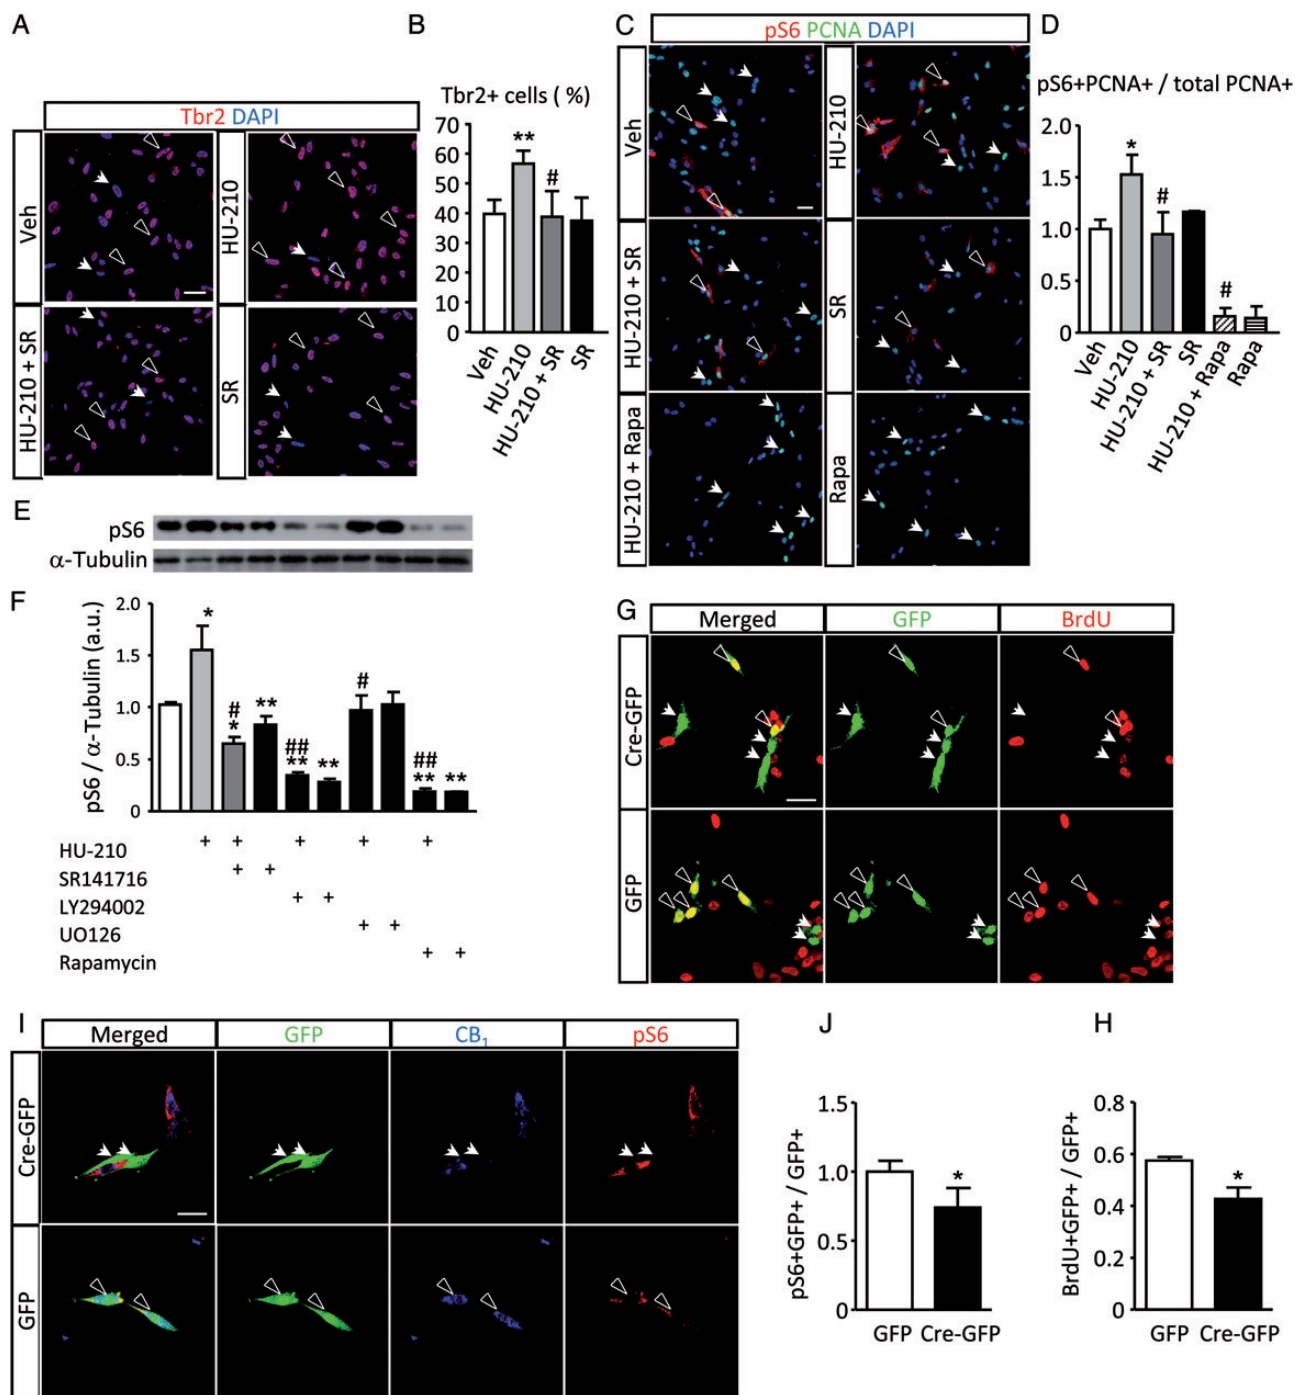 A
Tbr2 DAPI
Veh
HU-210
HU-210 + SR
SR
B
Tbr2+ cells ( %)
70
60
50
40
30
20
10
0
**
#
Veh
HU-210
HU-210 + SR
SR
C
pS6 PCNA DAPI
Veh
HU-210
HU-210 + SR
SR
HU-210 + Rapa
Rapa
D
pS6+PCNA+ / total PCNA+
2.0
1.5
1.0
0.5
0
*
#
#
Veh
HU-210
HU-210 + SR
SR
HU-210 + Rapa
Rapa
E
pS6
α-Tubulin
F
pS6 / α-Tubulin (a.u.)
2.0
1.5
1.0
0.5
0
*
#
*
**
##
**
**
#
##
**
**
HU-210 + + + + +
SR141716 + +
LY294002 + +
UO126 + +
Rapamycin + +
G
Merged GFP BrdU
Cre-GFP
GFP
I
Merged GFP CB₁ pS6
Cre-GFP
GFP
J
pS6+GFP+ / GFP+
1.5
1.0
0.5
0
*
GFP Cre-GFP
H
BrdU+GFP+ / GFP+
0.8
0.6
0.4
0.2
0
*
GFP Cre-GFP